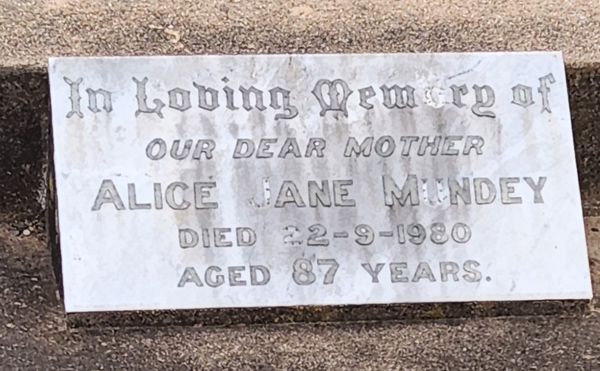 In Loving Memory of
OUR DEAR MOTHER
ALICE JANE MUNDEY
DIED 22-9-1980
AGED 87 YEARS.